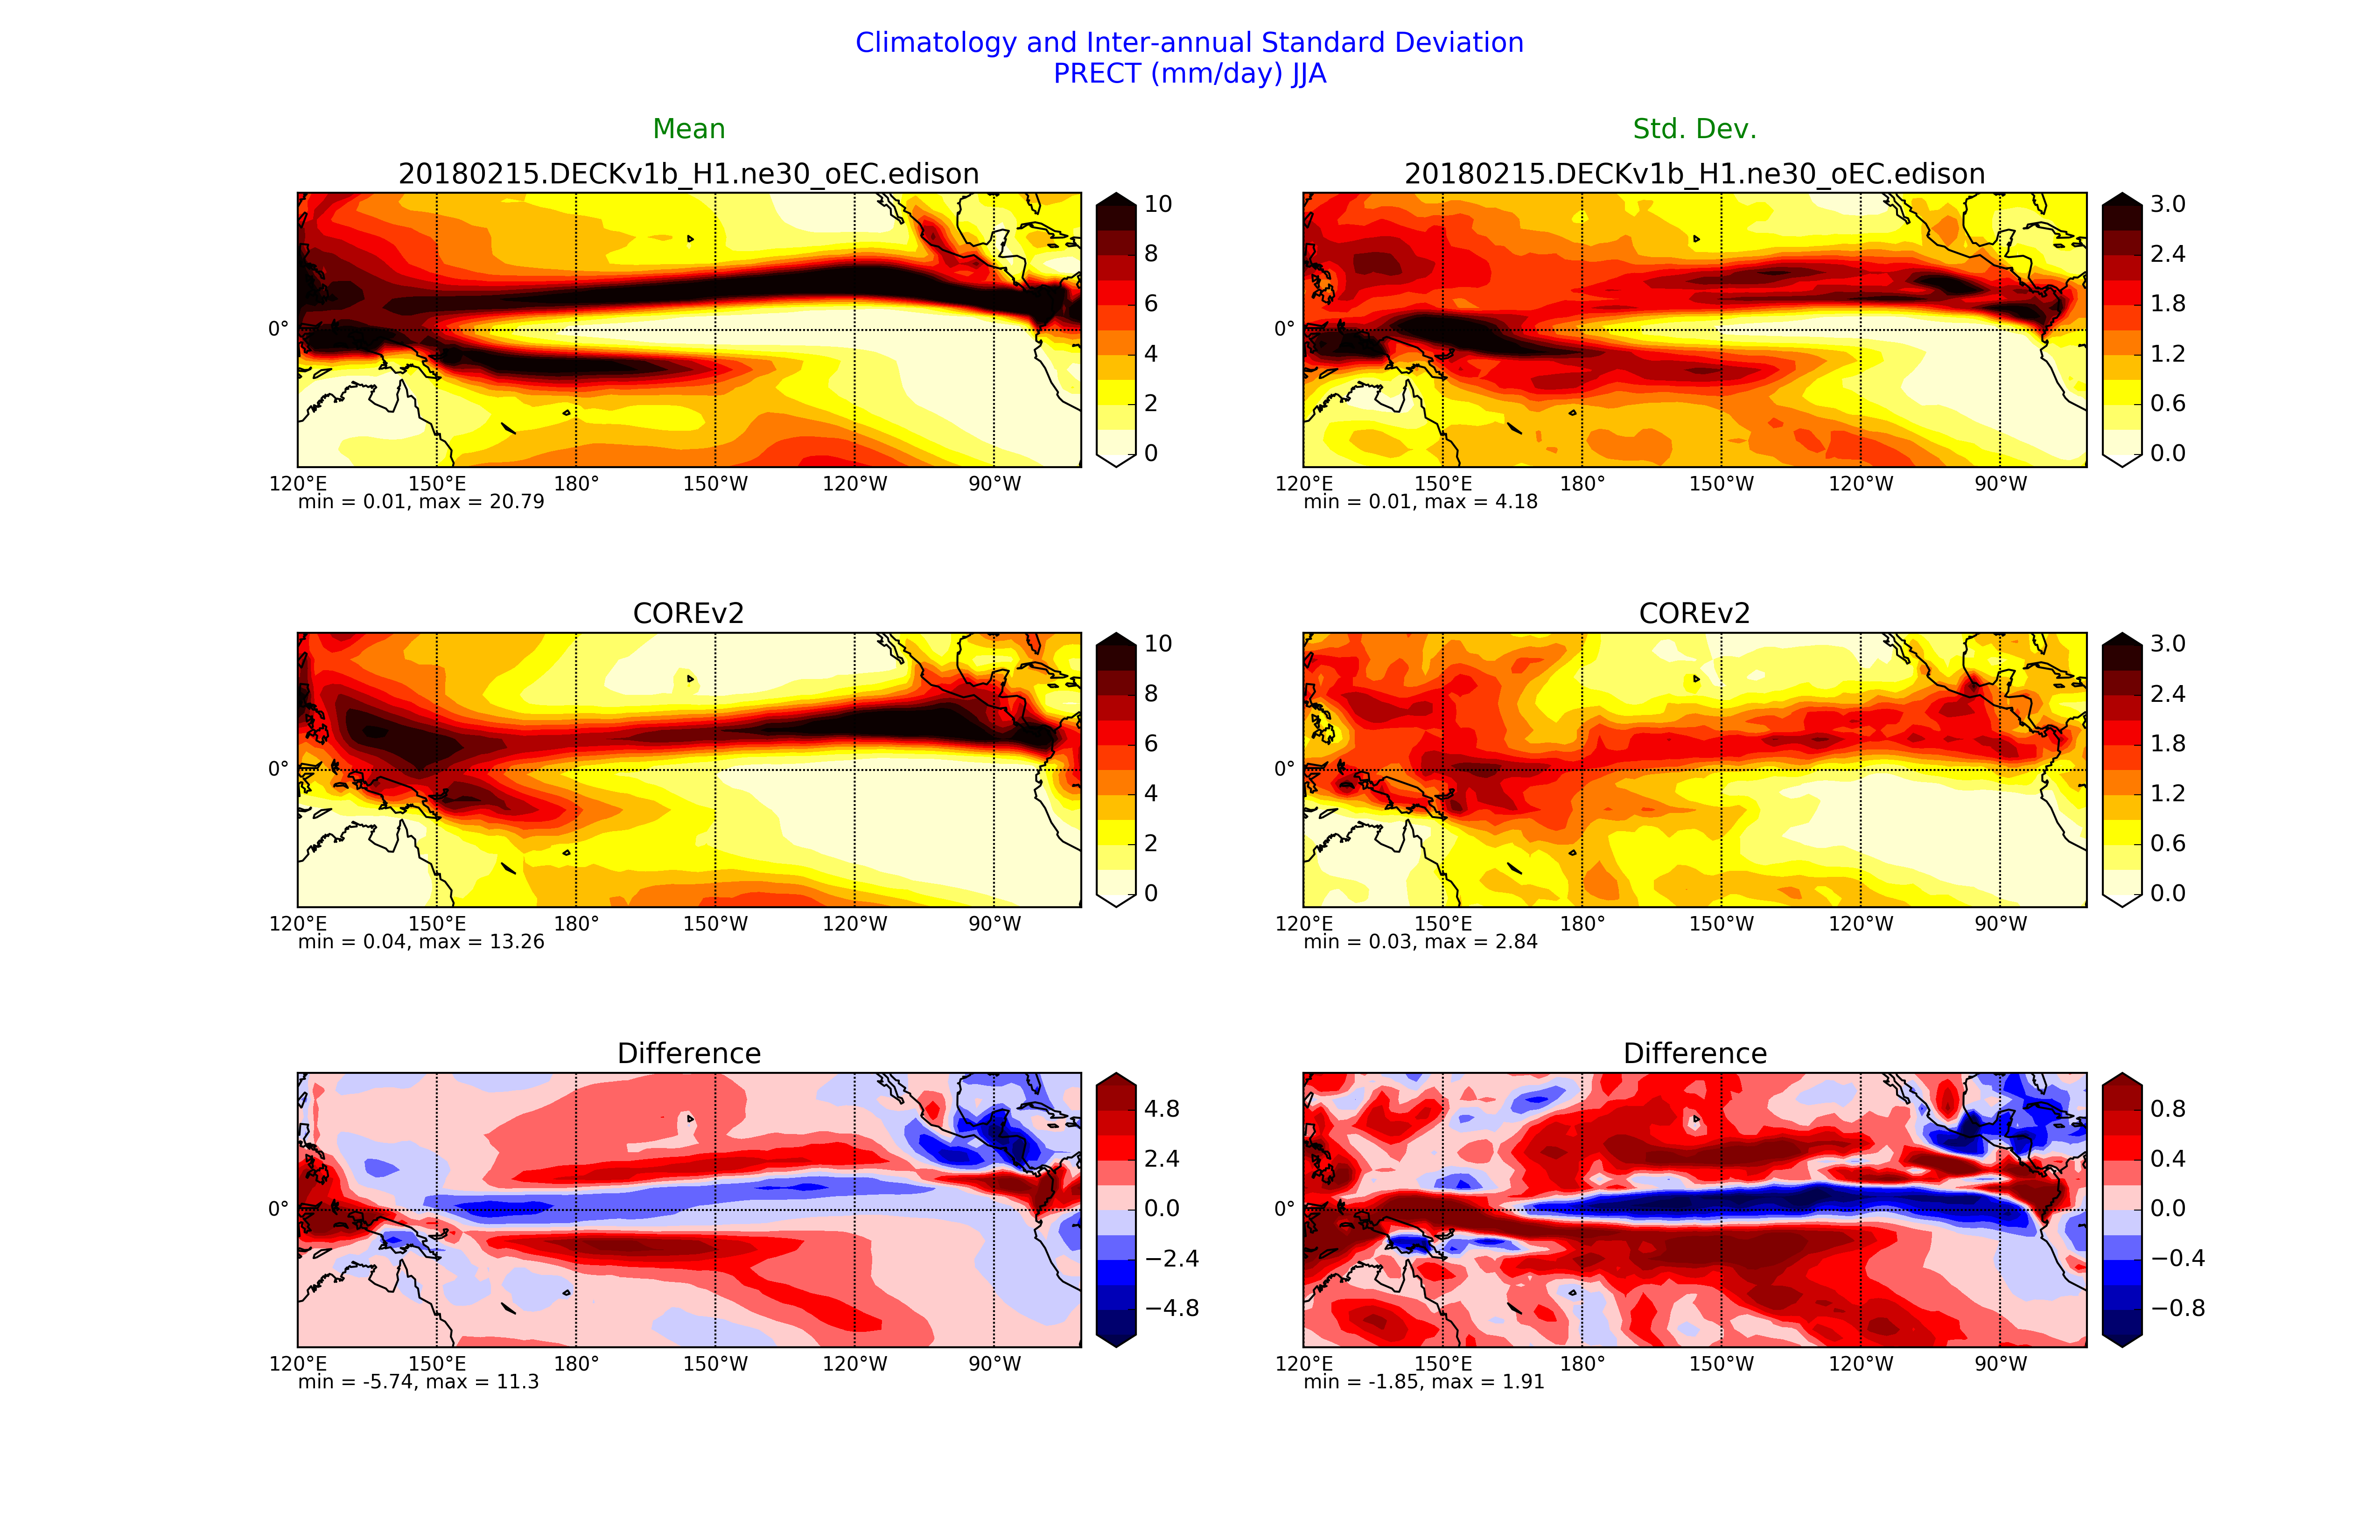 Climatology and Inter-annual Standard Deviation
PRECT (mm/day) JJA
Mean
Std. Dev.
20180215.DECKv1b_H1.ne30_oEC.edison
20180215.DECKv1b_H1.ne30_oEC.edison
10
8
6
4
2
0
3.0
2.4
1.8
1.2
0.6
0.0
0°
0°
120°E 150°E 180° 150°W 120°W 90°W
120°E 150°E 180° 150°W 120°W 90°W
min = 0.01, max = 20.79
min = 0.01, max = 4.18
COREv2
COREv2
10
8
6
4
2
0
3.0
2.4
1.8
1.2
0.6
0.0
0°
0°
120°E 150°E 180° 150°W 120°W 90°W
120°E 150°E 180° 150°W 120°W 90°W
min = 0.04, max = 13.26
min = 0.03, max = 2.84
Difference
Difference
4.8
2.4
0.0
−2.4
−4.8
0.8
0.4
0.0
−0.4
−0.8
0°
0°
120°E 150°E 180° 150°W 120°W 90°W
120°E 150°E 180° 150°W 120°W 90°W
min = -5.74, max = 11.3
min = -1.85, max = 1.91